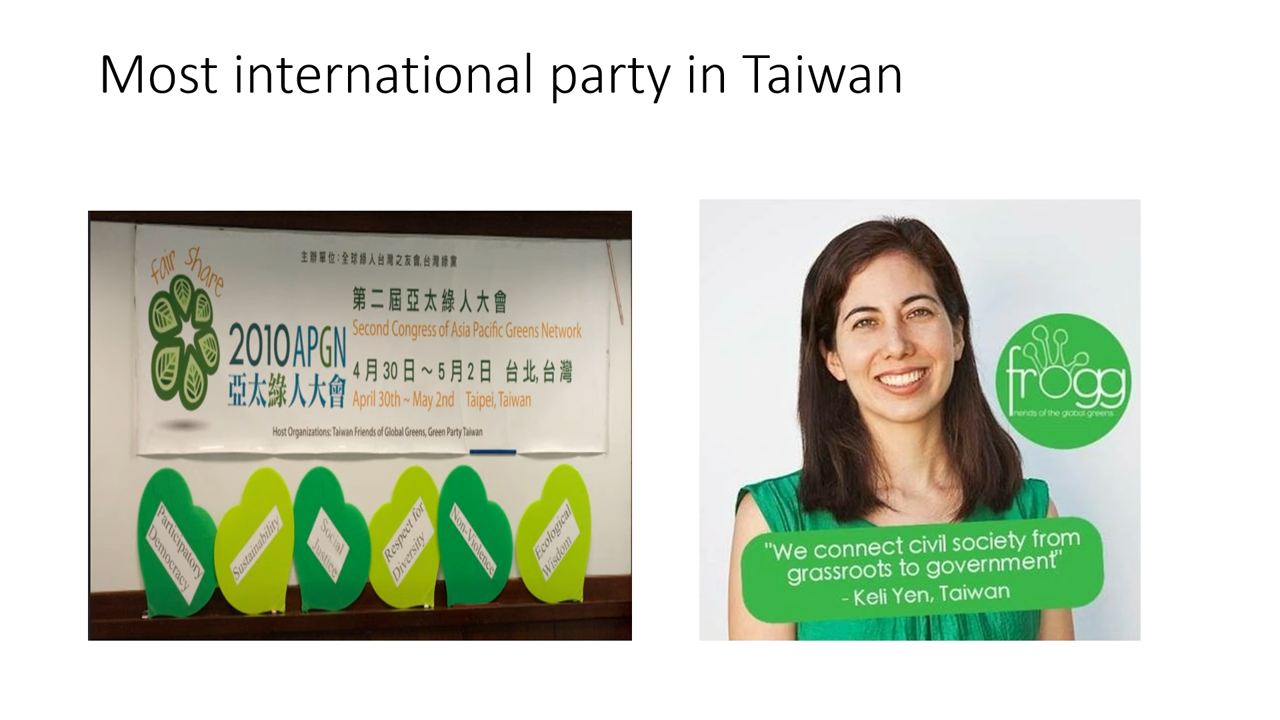 Most international party in Taiwan
fair share
主辦單位:全球綠人台灣之友會,台灣綠黨
第二屆亞太綠人大會
Second Congress of Asia Pacific Greens Network
2010 APGN
亞太綠人大會
4月30日～5月2日 台北,台灣
April 30th ~ May 2nd Taipei, Taiwan
Host Organizations: Taiwan Friends of Global Greens, Green Party Taiwan
Participatory
Democracy
Sustainability
Social
Justice
Respect for
Diversity
Non-Violence
Ecological
Wisdom
frogg
friends of the global greens
"We connect civil society from
grassroots to government"
- Keli Yen, Taiwan